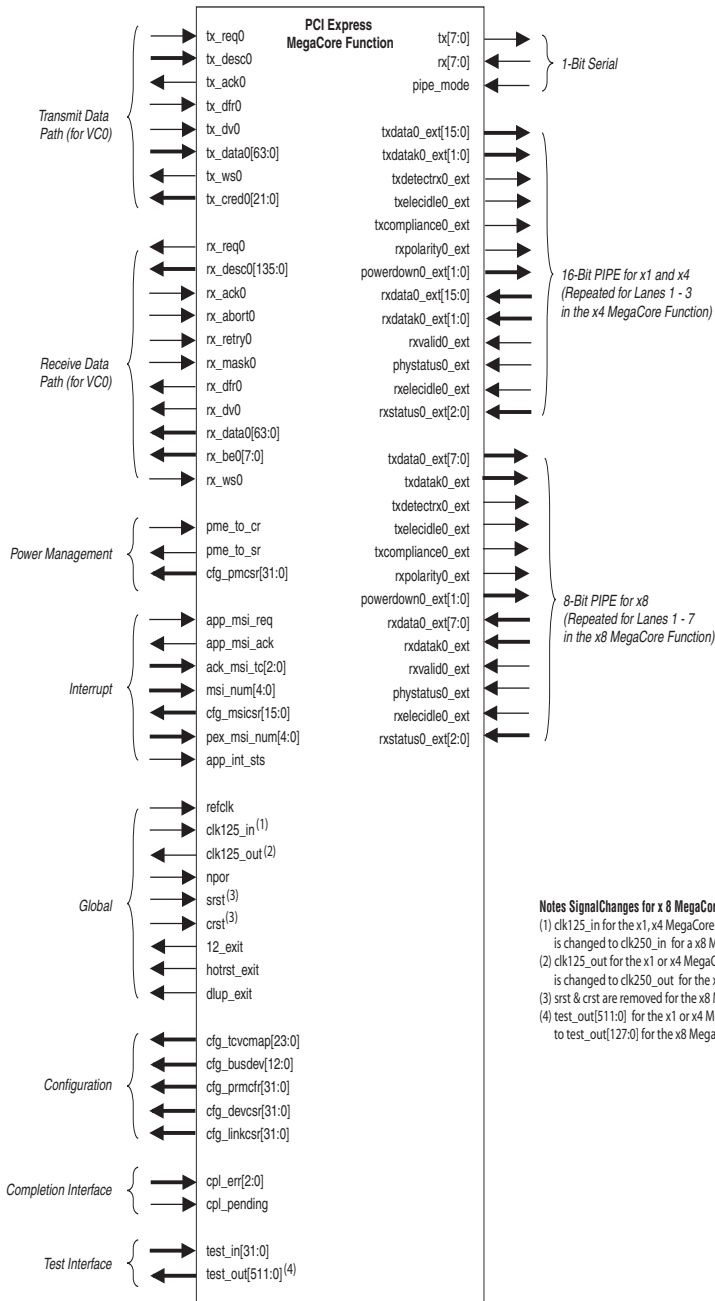 PCI Express
MegaCore Function
Transmit Data
Path (for VC0)
tx_req0
tx_desc0
tx_ack0
tx_dfr0
tx_dv0
tx_data0[63:0]
tx_ws0
tx_cred0[21:0]
Receive Data
Path (for VC0)
rx_req0
rx_desc0[135:0]
rx_ack0
rx_abort0
rx_retry0
rx_mask0
rx_dfr0
rx_dv0
rx_data0[63:0]
rx_be0[7:0]
rx_ws0
Power Management
pme_to_cr
pme_to_sr
cfg_pmcsr[31:0]
Interrupt
app_msi_req
app_msi_ack
ack_msi_tc[2:0]
msi_num[4:0]
cfg_msicsr[15:0]
pex_msi_num[4:0]
app_int_sts
Global
refclk
clk125_in(1)
clk125_out(2)
npor
srst(3)
crst(3)
12_exit
hotrst_exit
dlup_exit
Configuration
cfg_tcvcmap[23:0]
cfg_busdev[12:0]
cfg_prmcfr[31:0]
cfg_devcsr[31:0]
cfg_linkcsr[31:0]
Completion Interface
cpl_err[2:0]
cpl_pending
Test Interface
test_in[31:0]
test_out[511:0](4)
tx[7:0]
rx[7:0]
pipe_mode
1-Bit Serial
txdata0_ext[15:0]
txdatak0_ext[1:0]
txdetectrx0_ext
txelecidle0_ext
txcompliance0_ext
rxpolarity0_ext
powerdown0_ext[1:0]
rxdata0_ext[15:0]
rxdatak0_ext[1:0]
rxvalid0_ext
phystatus0_ext
rxelecidle0_ext
rxstatus0_ext[2:0]
16-Bit PIPE for x1 and x4
(Repeated for Lanes 1 - 3
in the x4 MegaCore Function)
txdata0_ext[7:0]
txdatak0_ext
txdetectrx0_ext
txelecidle0_ext
txcompliance0_ext
rxpolarity0_ext
powerdown0_ext[1:0]
rxdata0_ext[7:0]
rxdatak0_ext
rxvalid0_ext
phystatus0_ext
rxelecidle0_ext
rxstatus0_ext[2:0]
8-Bit PIPE for x8
(Repeated for Lanes 1 - 7
in the x8 MegaCore Function)
Notes SignalChanges for x 8
(1) clk125_in for the x1, x4 MegaCore
is changed to clk250_in for a x8
(2) clk125_out for the x1 or x4
is changed to clk250_out for the
(3) srst & crst are removed for the x8
(4) test_out[511:0] for the x1 or x4
to test_out[127:0] for the x8